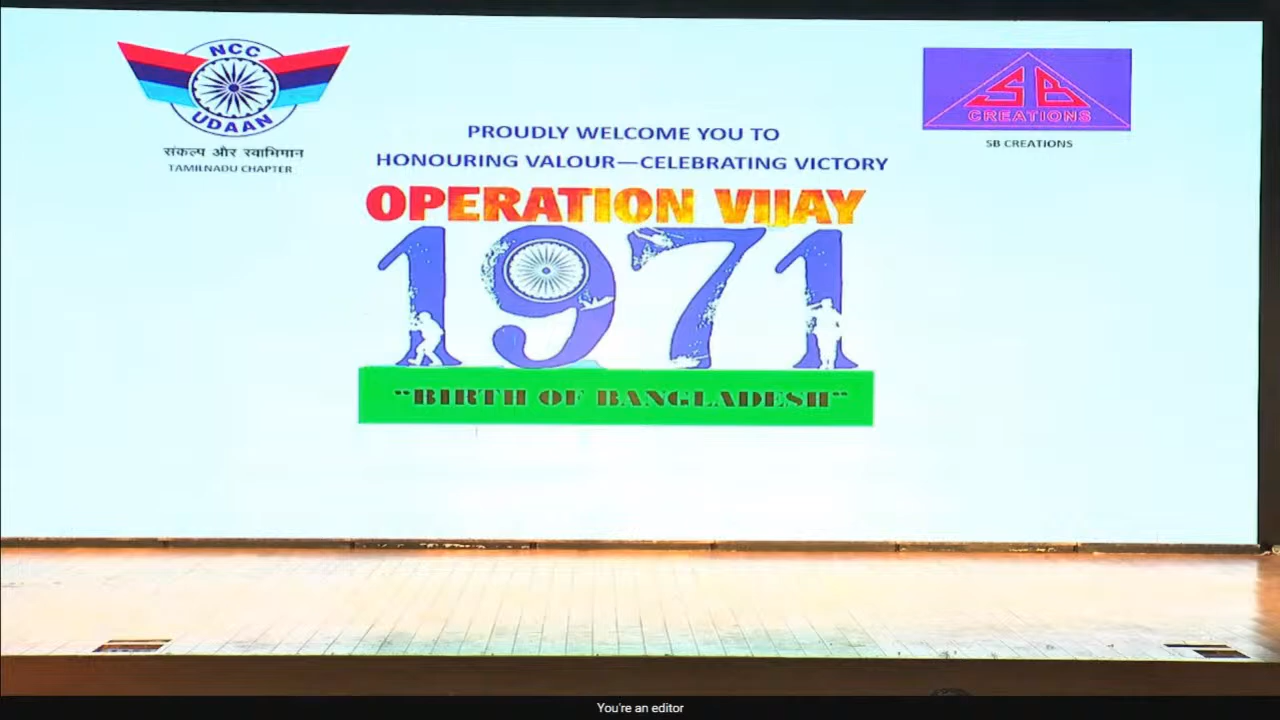 NCC
UDAAN
संकल्प और स्वाभिमान
TAMILNADU CHAPTER
SB
CREATIONS
SB CREATIONS
PROUDLY WELCOME YOU TO
HONOURING VALOUR—CELEBRATING VICTORY
OPERATION VIJAY
1971
"BIRTH OF BANGLADESH"
You're an editor